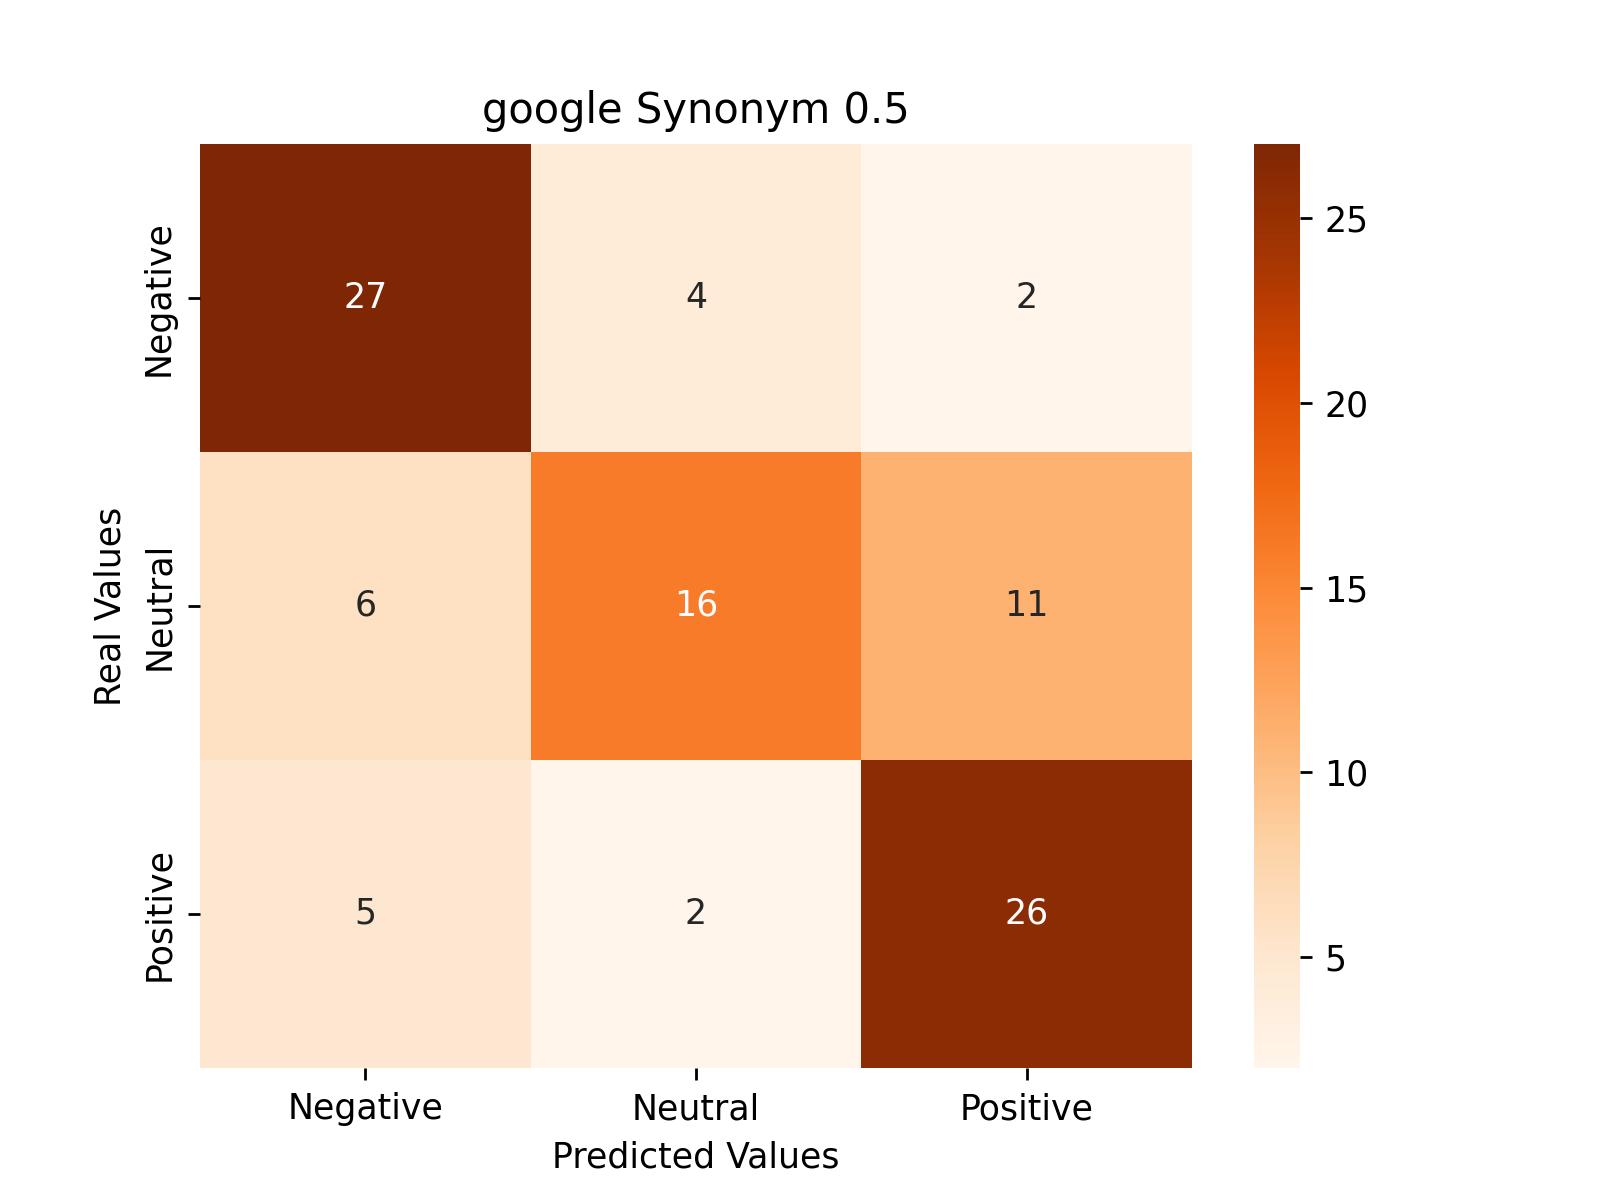 google Synonym 0.5
Negative
27
4
2
Real Values
Neutral
6
16
11
Positive
5
2
26
Negative
Neutral
Positive
Predicted Values
25
20
15
10
5